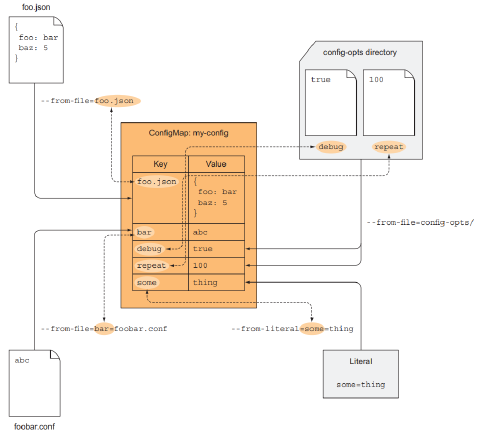 foo.json
{
foo: bar
baz: 5
}
--from-file=foo.json
config-opts directory
true
100
debug
repeat
ConfigMap: my-config
Key Value
foo.json {
foo: bar
baz: 5
}
bar abc
debug true
repeat 100
some thing
--from-file=config-opts/
--from-file=bar=foobar.conf
--from-literal=some=thing
abc
foobar.conf
Literal
some=thing